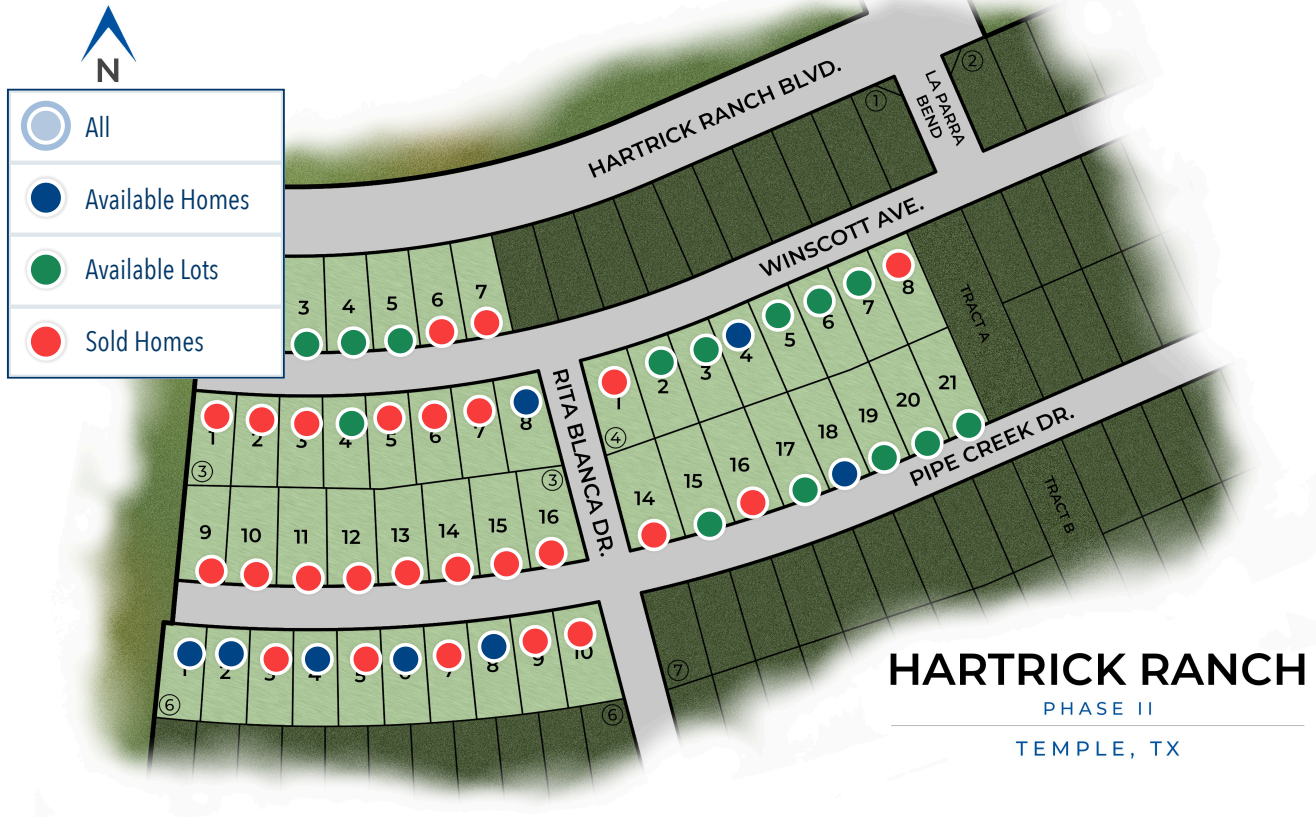 N
All
Available Homes
Available Lots
Sold Homes
HARTRICK RANCH BLVD.
LA PARRA
BEND
2
1
WINSCOTT AVE.
3 4 5 6 7
1 2 3 4 5 6 7 8
TRACT A
RITA BLANCA DR.
1 2 3 4 5 6 7 8
4
3
3
14 15 16 17 18 19 20 21
9 10 11 12 13 14 15 16
PIPE CREEK DR.
TRACT B
1 2 3 4 5 6 7 8 9 10
6
6
7
HARTRICK RANCH
PHASE II
TEMPLE, TX